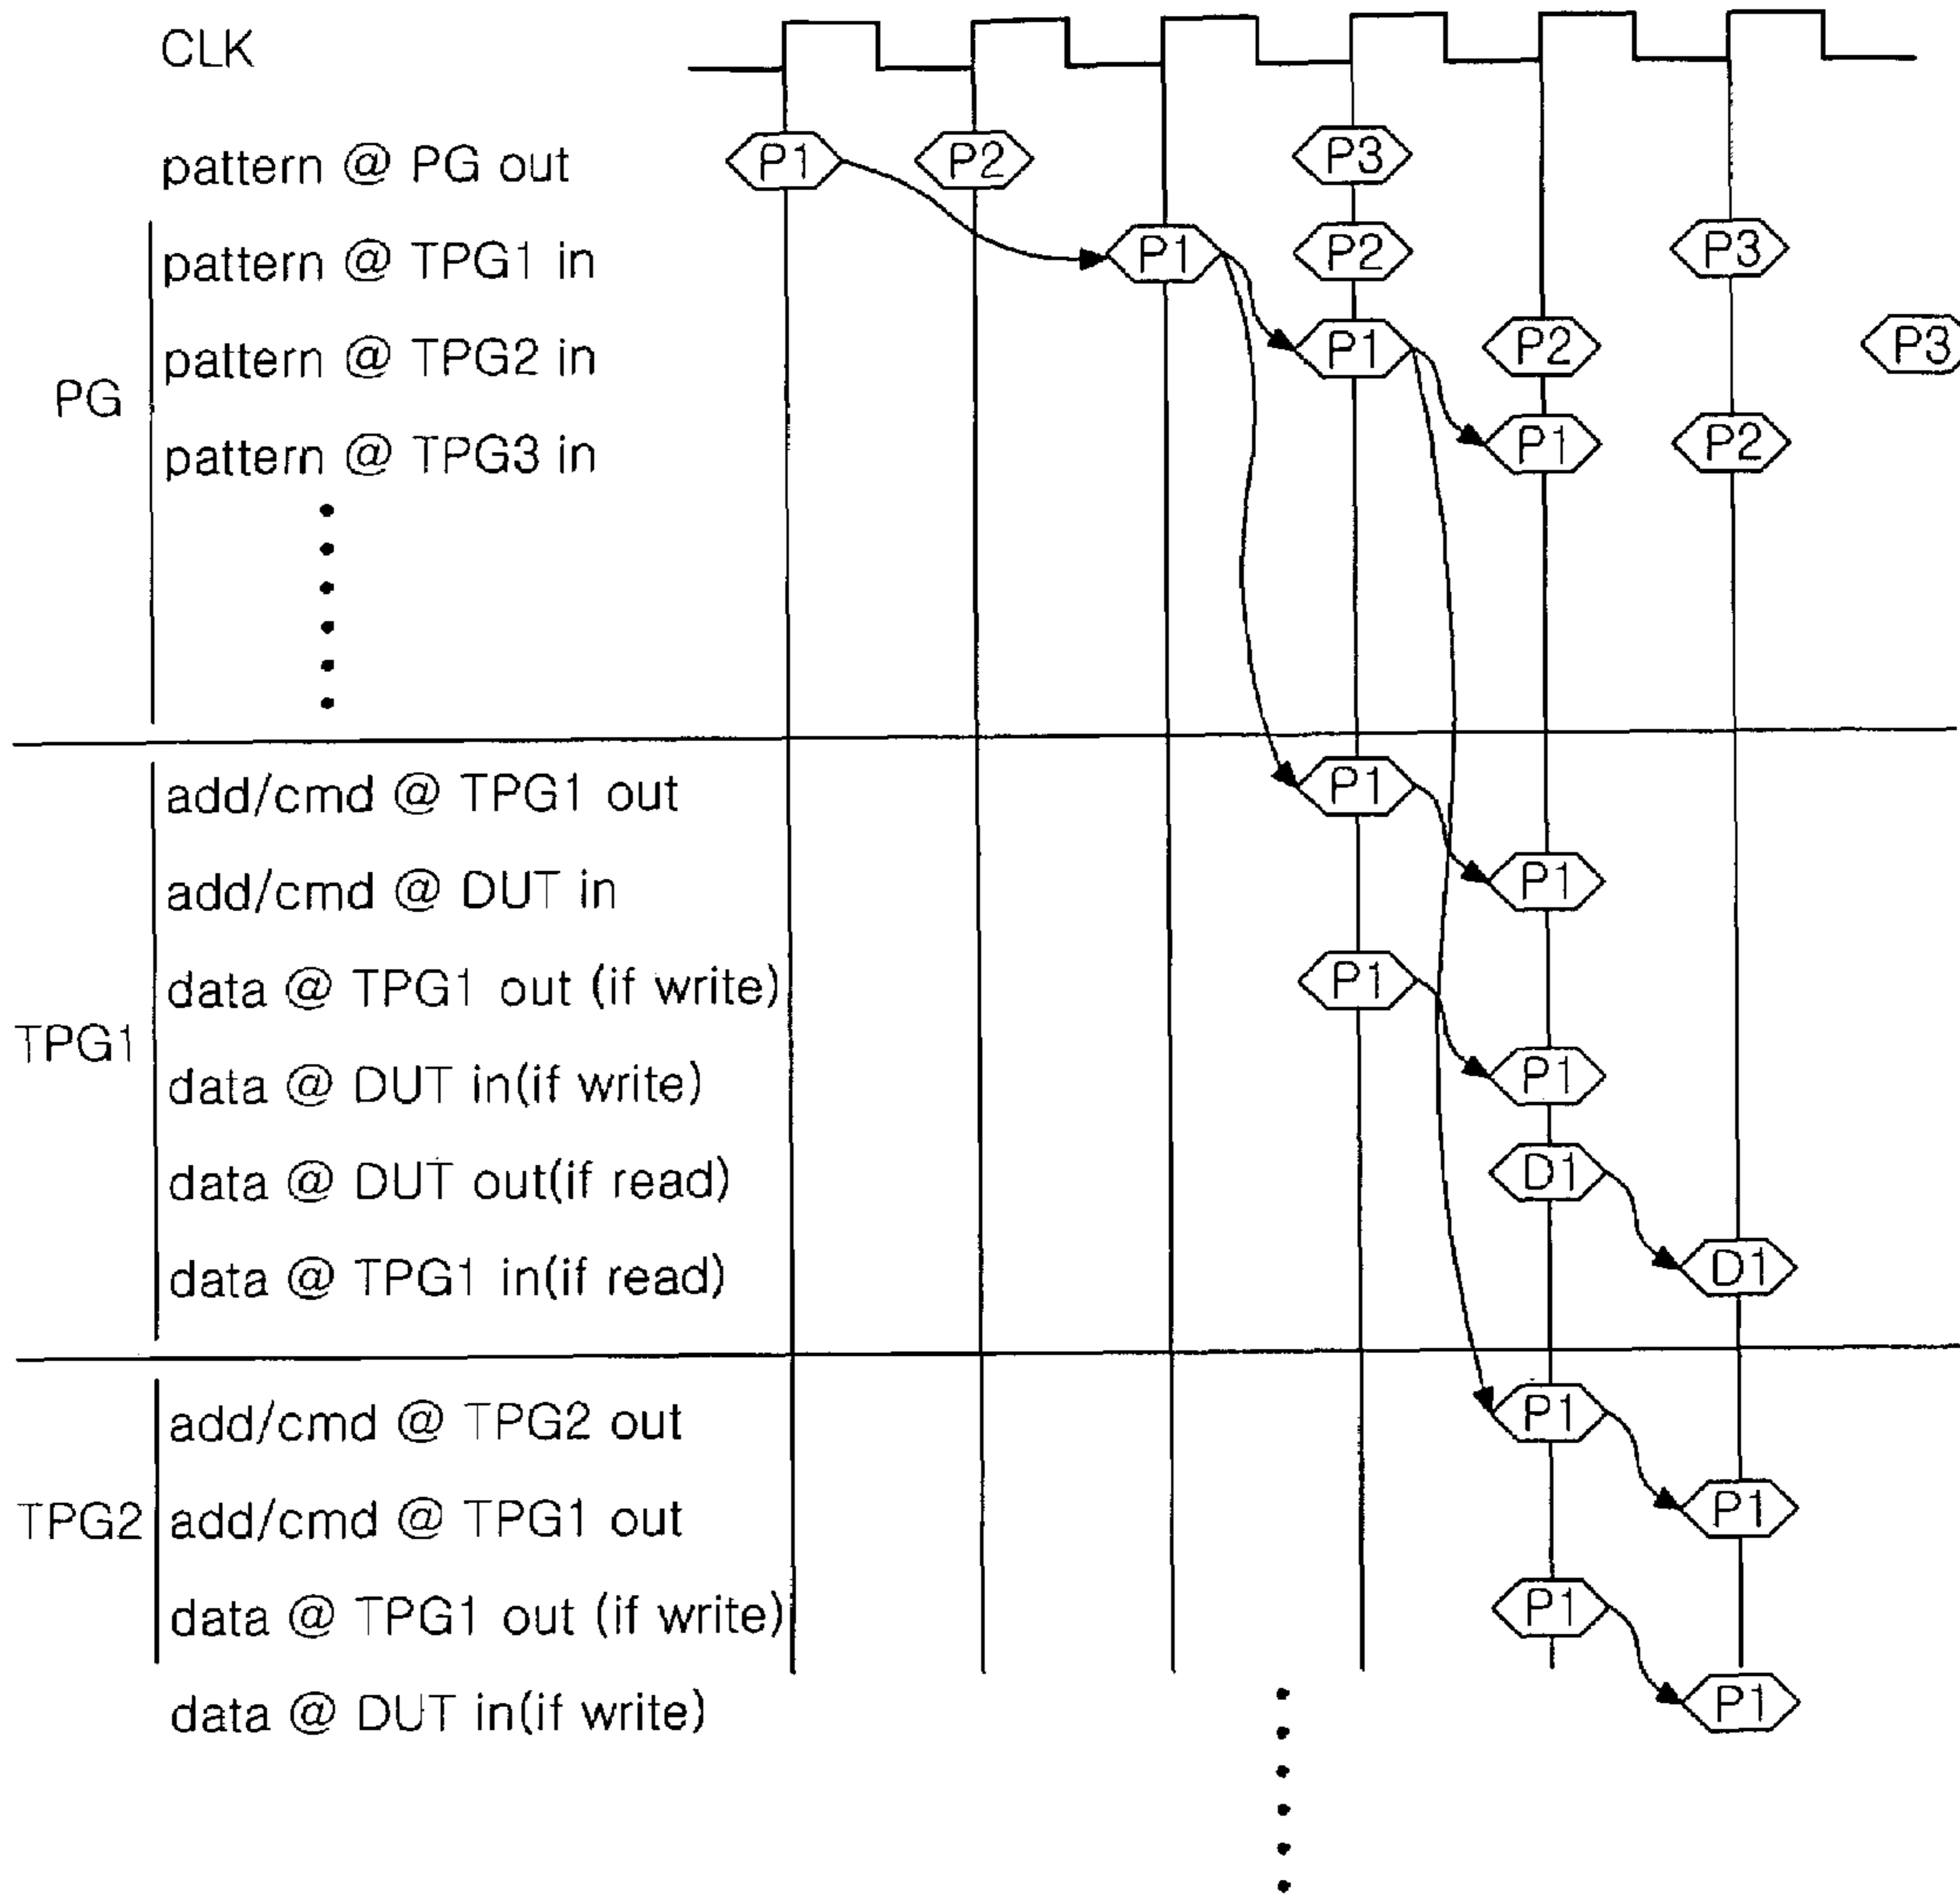 CLK
pattern @ PG out P1 P2 P3
pattern @ TPG1 in P1 P2 P3
pattern @ TPG2 in P1 P2 P3
PG
pattern @ TPG3 in P1 P2
add/cmd @ TPG1 out P1
add/cmd @ DUT in P1
data @ TPG1 out (if write) P1
TPG1
data @ DUT in(if write) P1
data @ DUT out(if read) D1
data @ TPG1 in(if read) D1
add/cmd @ TPG2 out P1
TPG2 add/cmd @ TPG1 out P1
data @ TPG1 out (if write) P1
data @ DUT in(if write) P1